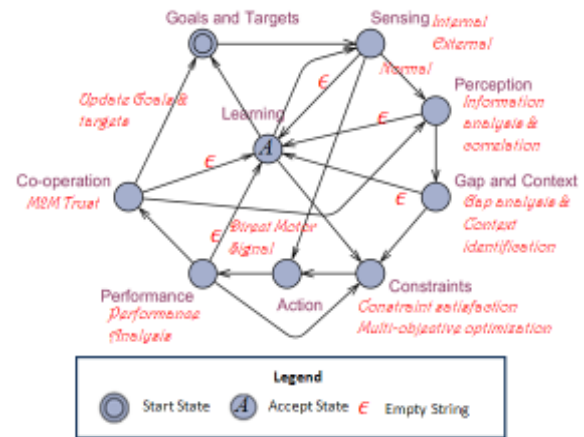 Goals and Targets
Sensing
Internal
External
Normal
ϵ
Perception
Information
analysis &
correlation
Update Goals &
targets
Learning
A
ϵ
ϵ
Co-operation
M2M Trust
Gap and Context
Gap analysis &
Context
identification
ϵ
Direct Motor
Signal
ϵ
Performance
Performance
Analysis
Action
Constraints
Constraint satisfaction
Multi-objective optimization
Legend
Start State
A
Accept State
ϵ
Empty String